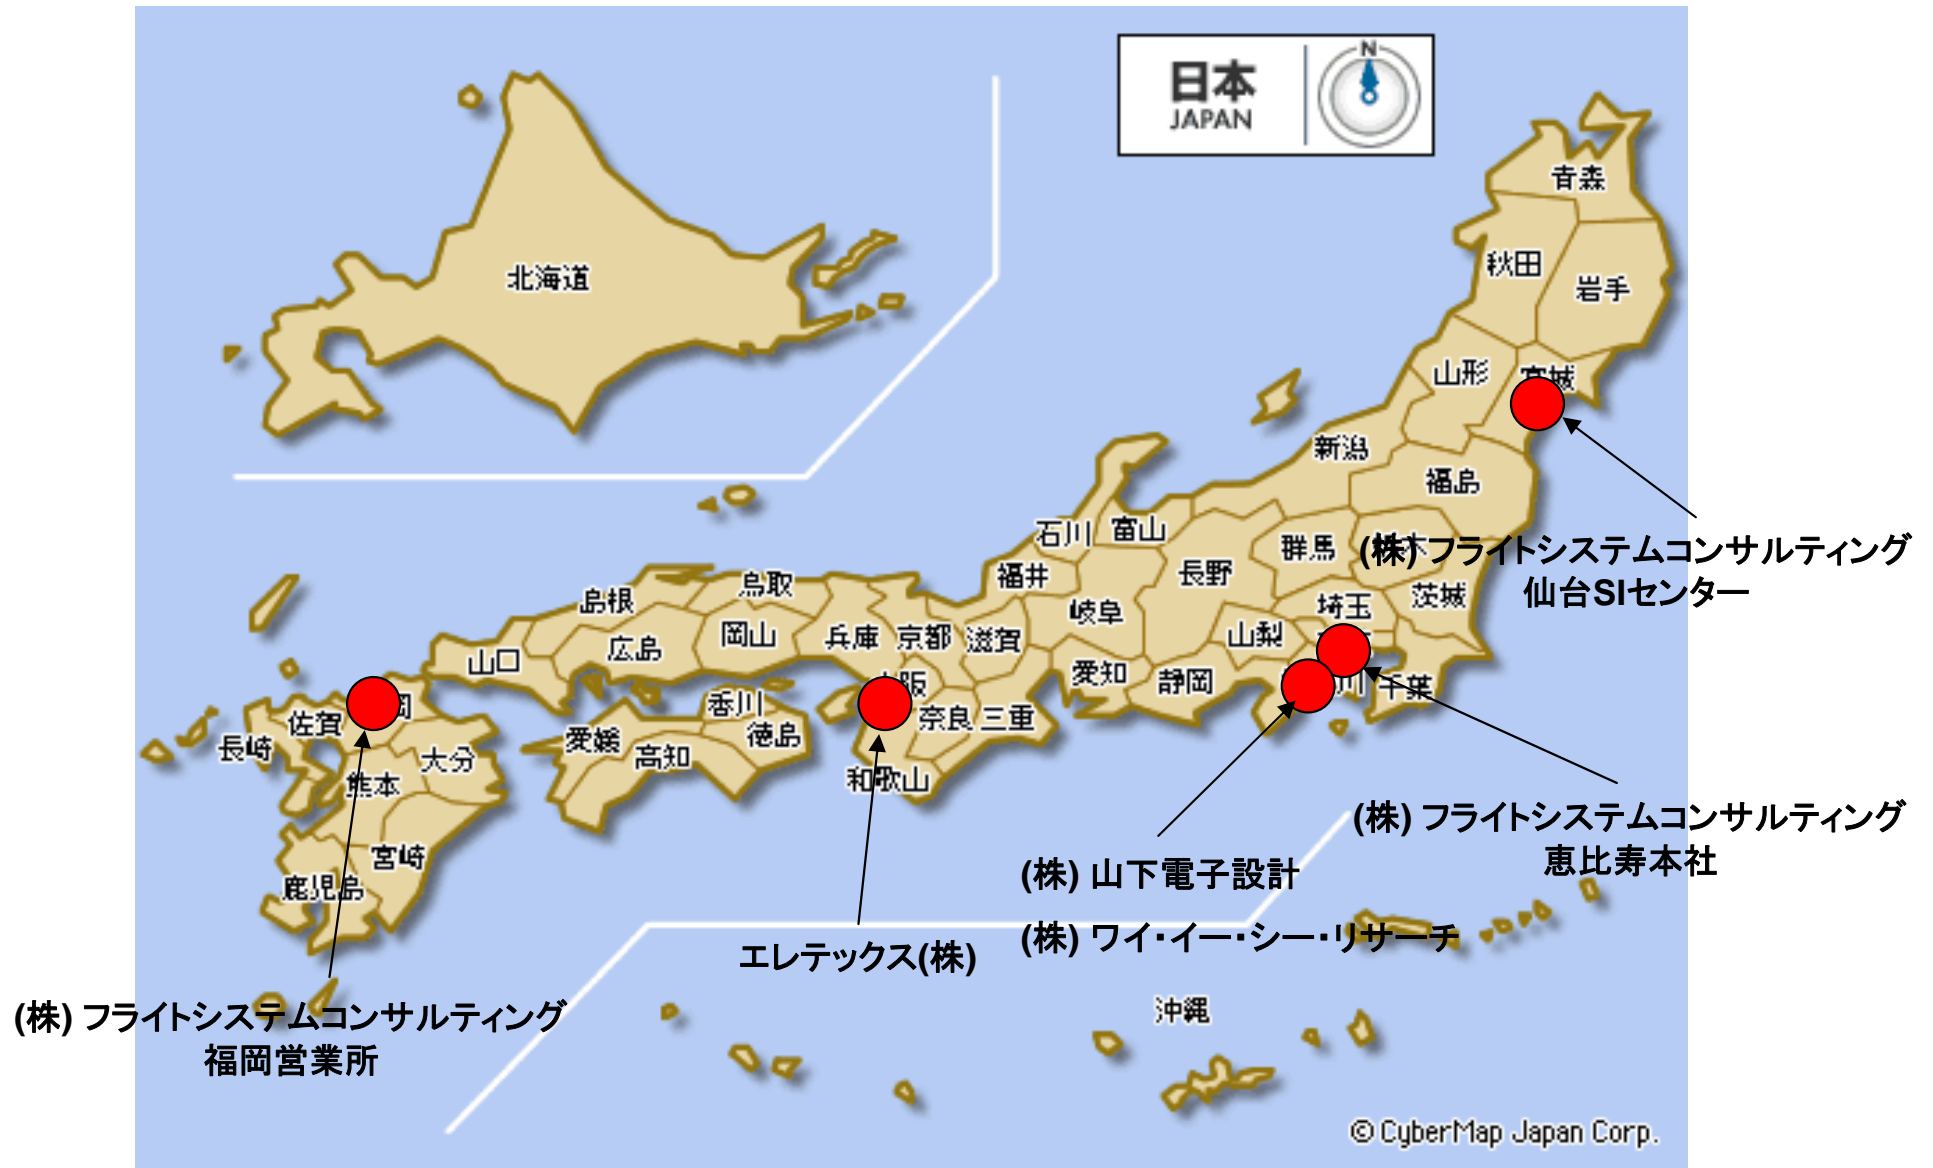 日本
JAPAN
N
青森
北海道
秋田
岩手
山形
宮城
新潟
福島
石川
富山
群馬
(株) フライトシステムコンサルティング
仙台SIセンター
福井
長野
鳥取
島根
岐阜
埼玉
茨城
岡山
兵庫
京都
滋賀
山梨
広島
山口
愛知
静岡
千葉
阪
川
岡
佐賀
香川
奈良
三重
徳島
愛媛
高知
長崎
大分
熊本
和歌山
(株) フライトシステムコンサルティング
恵比寿本社
宮崎
鹿児島
(株) 山下電子設計
(株) ワイ・イー・シー・リサーチ
エレテックス(株)
(株) フライトシステムコンサルティング
福岡営業所
沖縄
© CyberMap Japan Corp.